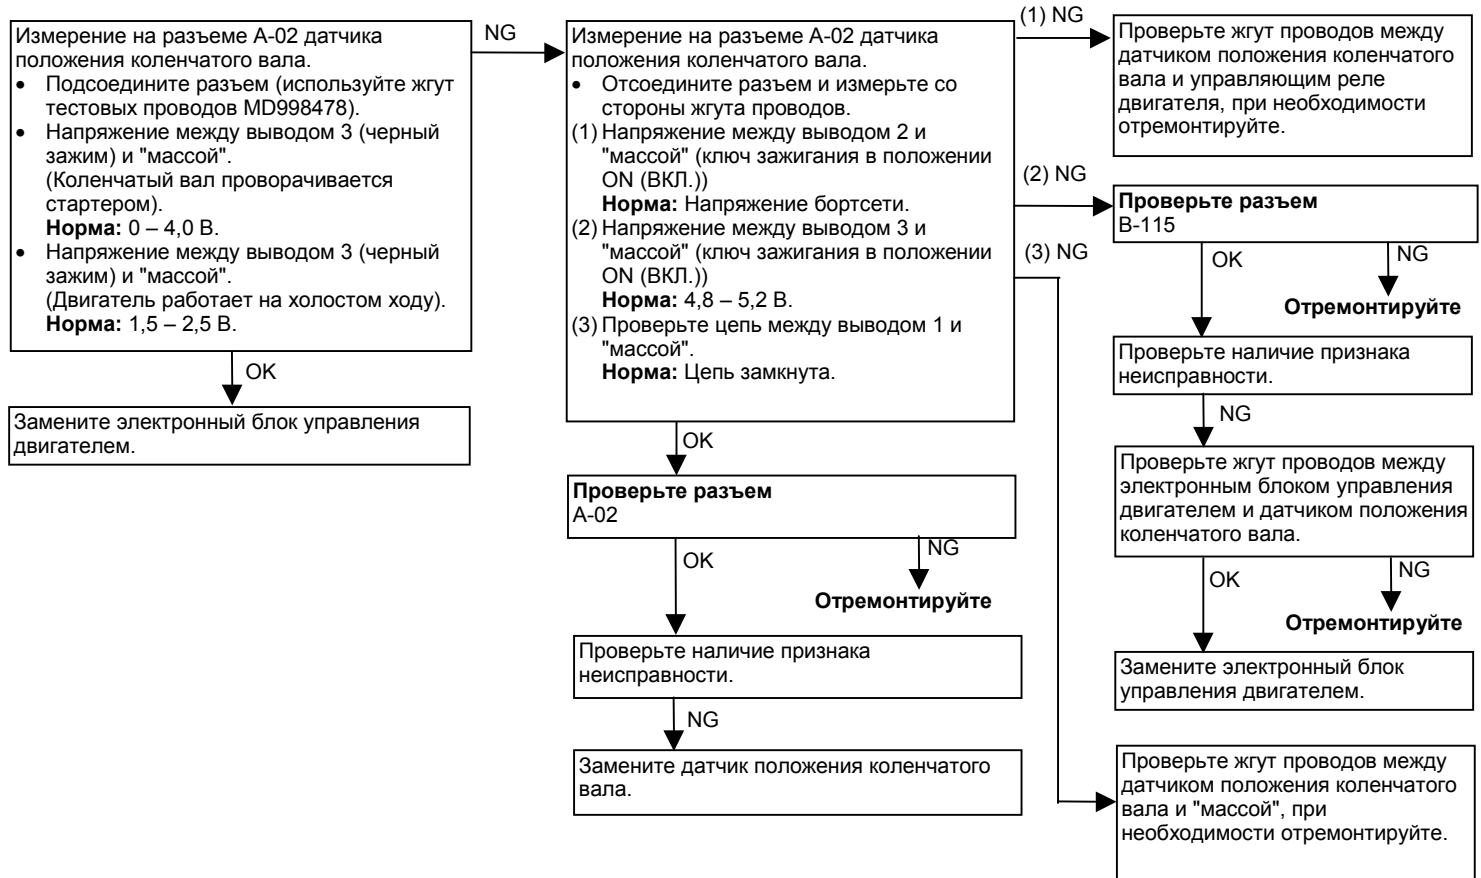 Измерение на разъеме А-02 датчика
положения коленчатого вала.
• Подсоедините разъем (используйте жгут
тестовых проводов MD998478).
• Напряжение между выводом 3 (черный
зажим) и "массой".
(Коленчатый вал проворачивается
стартером).
Норма: 0 – 4,0 В.
• Напряжение между выводом 3 (черный
зажим) и "массой".
(Двигатель работает на холостом ходу).
Норма: 1,5 – 2,5 В.
NG
OK
Замените электронный блок управления
двигателем.
Измерение на разъеме А-02 датчика
положения коленчатого вала.
• Отсоедините разъем и измерьте со
стороны жгута проводов.
(1) Напряжение между выводом 2 и
"массой" (ключ зажигания в положении
ON (ВКЛ.))
Норма: Напряжение бортсети.
(2) Напряжение между выводом 3 и
"массой" (ключ зажигания в положении
ON (ВКЛ.))
Норма: 4,8 – 5,2 В.
(3) Проверьте цепь между выводом 1 и
"массой".
Норма: Цепь замкнута.
OK
Проверьте разъем
А-02
OK
NG
Отремонтируйте
Проверьте наличие признака
неисправности.
NG
Замените датчик положения коленчатого
вала.
(1) NG
Проверьте жгут проводов между
датчиком положения коленчатого
вала и управляющим реле
двигателя, при необходимости
отремонтируйте.
(2) NG
Проверьте разъем
В-115
(3) NG
OK
NG
Отремонтируйте
Проверьте наличие признака
неисправности.
NG
Проверьте жгут проводов между
электронным блоком управления
двигателем и датчиком положения
коленчатого вала.
OK
NG
Отремонтируйте
Замените электронный блок
управления двигателем.
Проверьте жгут проводов между
датчиком положения коленчатого
вала и "массой", при
необходимости отремонтируйте.